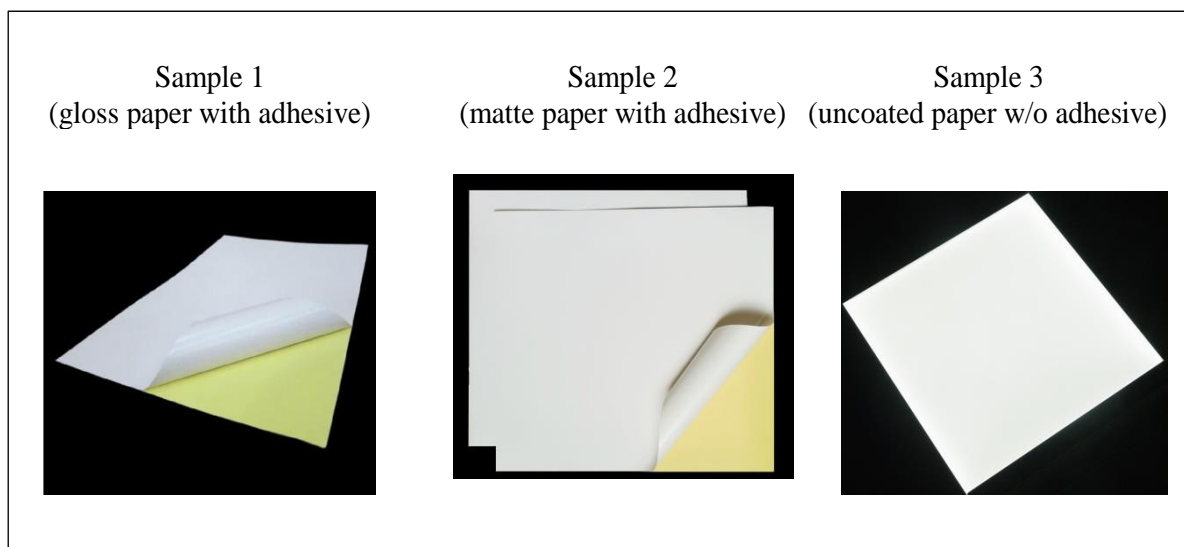 Sample 1
(gloss paper with adhesive)
Sample 2
(matte paper with adhesive)
Sample 3
(uncoated paper w/o adhesive)